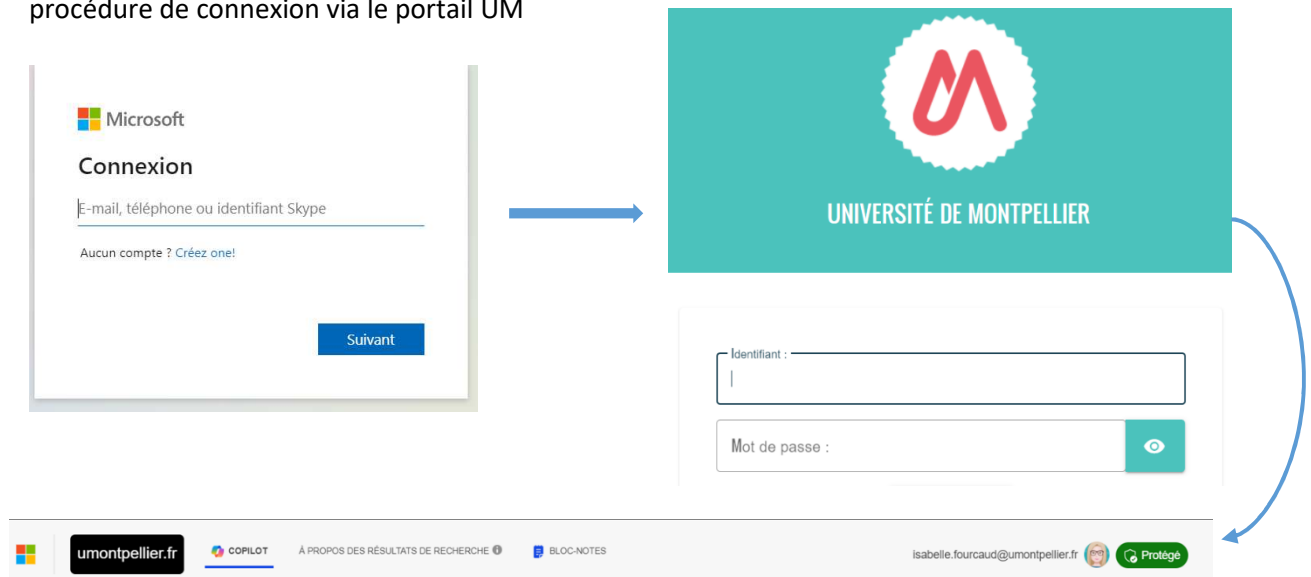 procédure de connexion via le portail UM
Microsoft
Connexion
E-mail, téléphone ou identifiant Skype
Aucun compte ? Créez one!
Suivant
UNIVERSITÉ DE MONTPELLIER
Identifiant :
Mot de passe :
umontpellier.fr COPILOT À PROPOS DES RÉSULTATS DE RECHERCHE BLOC-NOTES isabelle.fourcaud@umontpellier.fr Protégé